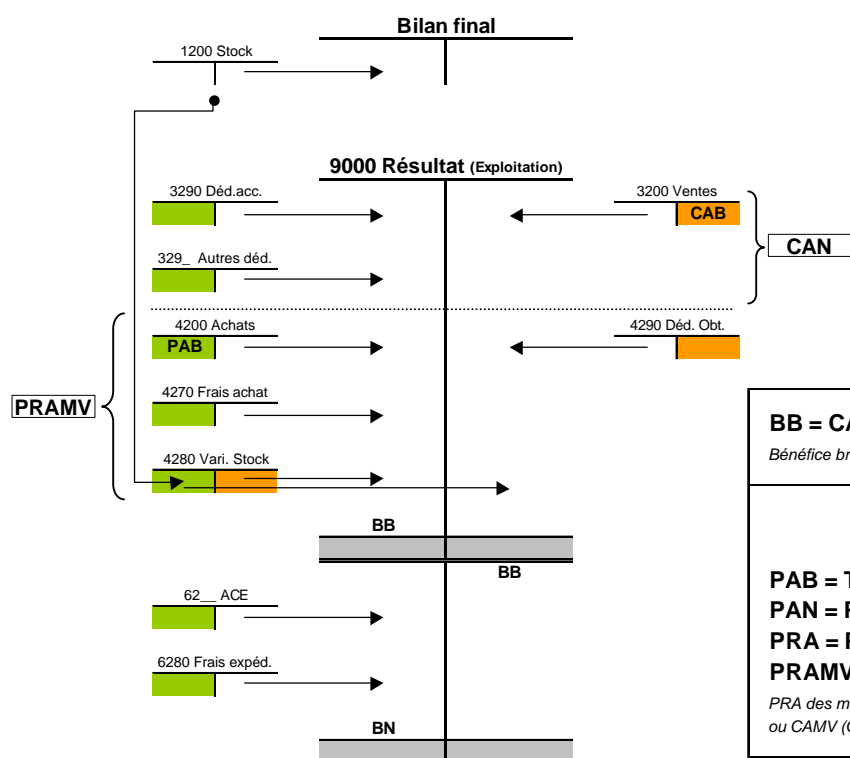 Bilan final
1200 Stock
9000 Résultat (Exploitation)
3290 Déd.acc.
3200 Ventes
CAB
CAN
329_ Autres déd.
4200 Achats
PAB
4290 Déd. Obt.
4270 Frais achat
PRAMV
4280 Vari. Stock
BB
BB
62__ ACE
6280 Frais expéd.
BN
BB = CA
Bénéfice br
PAB =
PAN =
PRA =
PRAMV
PRA des m
ou CAMV (